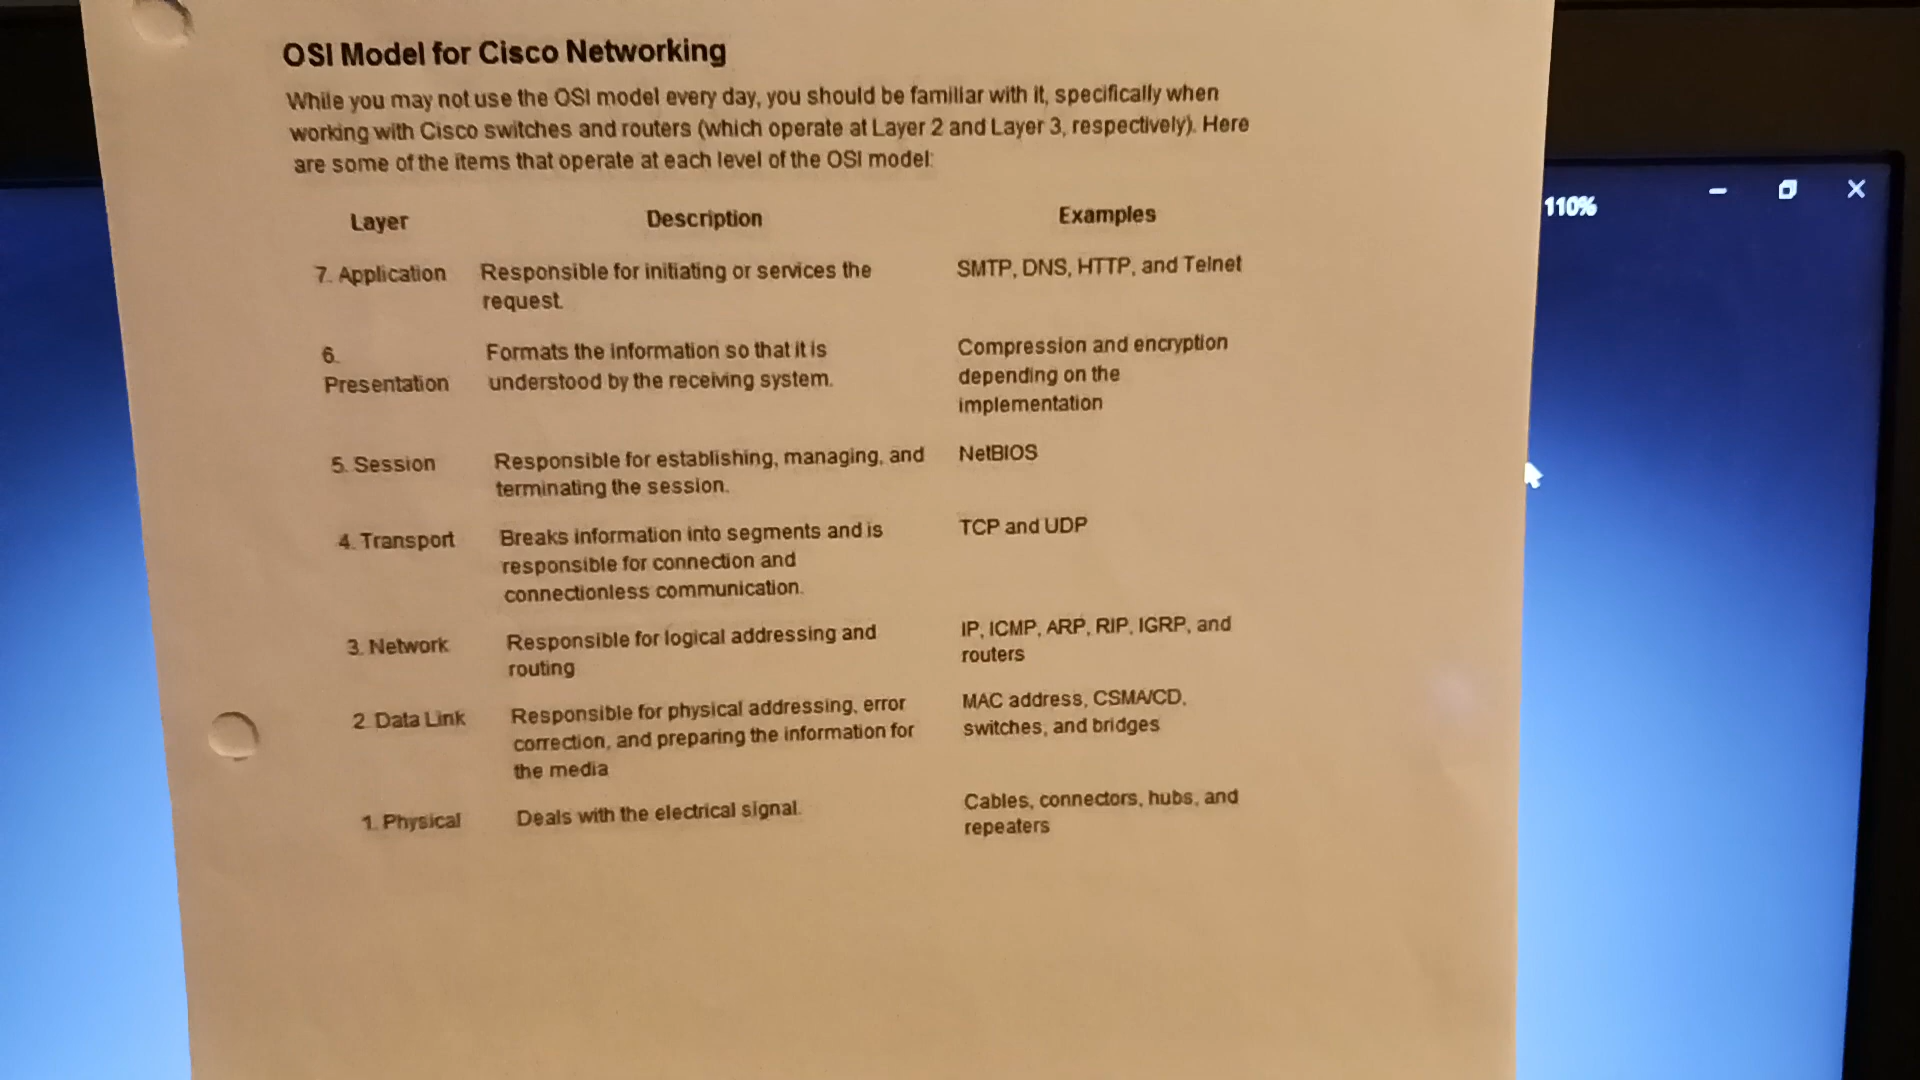 OSI Model for Cisco Networking
While you may not use the OSI model every day, you should be familiar with it, specifically when
working with Cisco switches and routers (which operate at Layer 2 and Layer 3, respectively). Here
are some of the items that operate at each level of the OSI model:
Layer Description Examples
7. Application Responsible for initiating or services the SMTP, DNS, HTTP, and Telnet
request.
6. Formats the information so that it is Compression and encryption
Presentation understood by the receiving system. depending on the
implementation
5. Session Responsible for establishing, managing, and NetBIOS
terminating the session.
4. Transport Breaks information into segments and is TCP and UDP
responsible for connection and
connectionless communication.
3. Network Responsible for logical addressing and IP, ICMP, ARP, RIP, IGRP, and
routing routers
2. Data Link Responsible for physical addressing, error MAC address, CSMA/CD,
correction, and preparing the information for switches, and bridges
the media
1. Physical Deals with the electrical signal. Cables, connectors, hubs, and
repeaters
110%